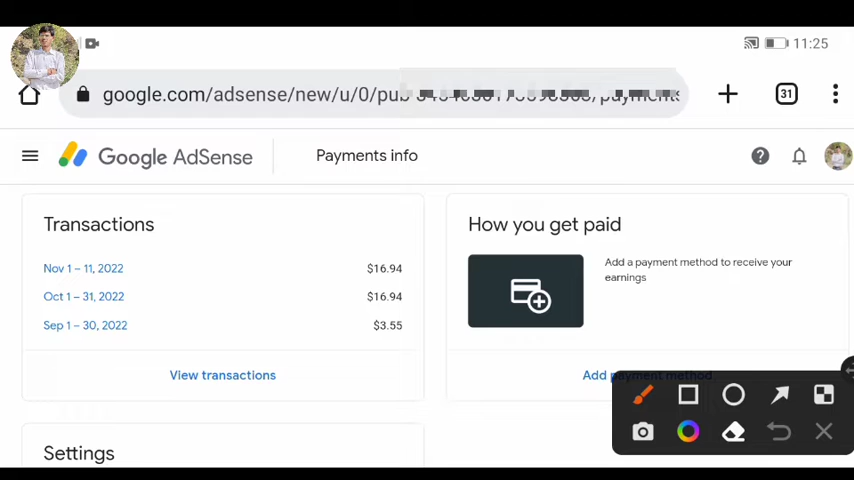 11:25
google.com/adsense/new/u/0/pub
31
Google AdSense
Payments info
Transactions
Nov 1 – 11, 2022 $16.94
Oct 1 – 31, 2022 $16.94
Sep 1 – 30, 2022 $3.55
View transactions
How you get paid
Add a payment method to receive your
earnings
Add payment method
Settings